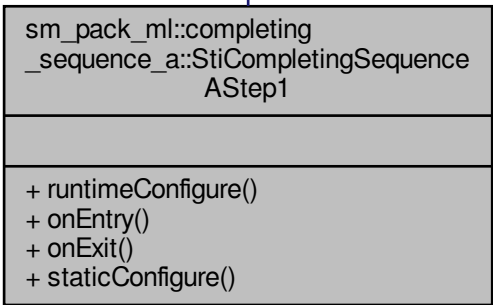 sm_pack_ml::completing
_sequence_a::StiCompletingSequence
AStep1
+ runtimeConfigure()
+ onEntry()
+ onExit()
+ staticConfigure()